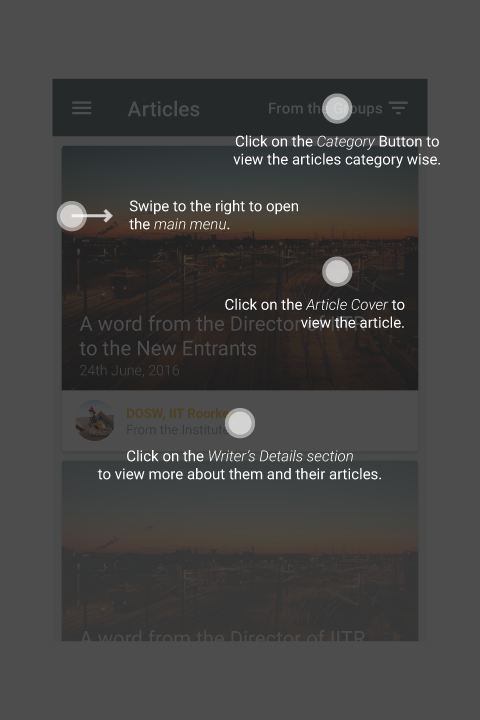 Articles
From the Groups
Click on the Category Button to
view the articles category wise.
Swipe to the right to open
the main menu.
Click on the Article Cover to
view the article.
A word from the Director of IITR
to the New Entrants
24th June, 2016
DOSW, IIT Roorkee
From the Institute
Click on the Writer's Details section
to view more about them and their articles.
A word from the Director of IITR